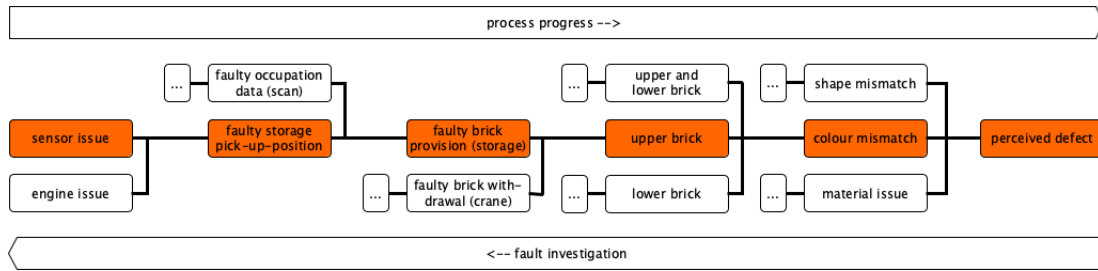 process progress -->
... faulty occupation
data (scan)
... upper and
lower brick
... shape mismatch
sensor issue
faulty storage
pick-up-position
faulty brick
provision (storage)
upper brick
colour mismatch
perceived defect
engine issue
... faulty brick with-
drawal (crane)
... lower brick
... material issue
<-- fault investigation